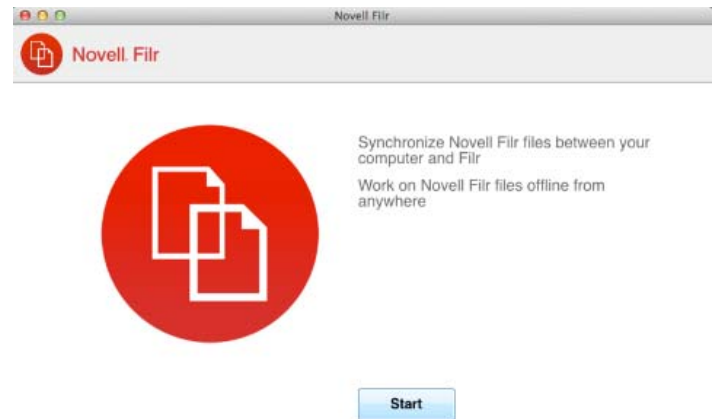 Novell Filr
Novell. Filr
Synchronize Novell Filr files between your
computer and Filr
Work on Novell Filr files offline from
anywhere
Start